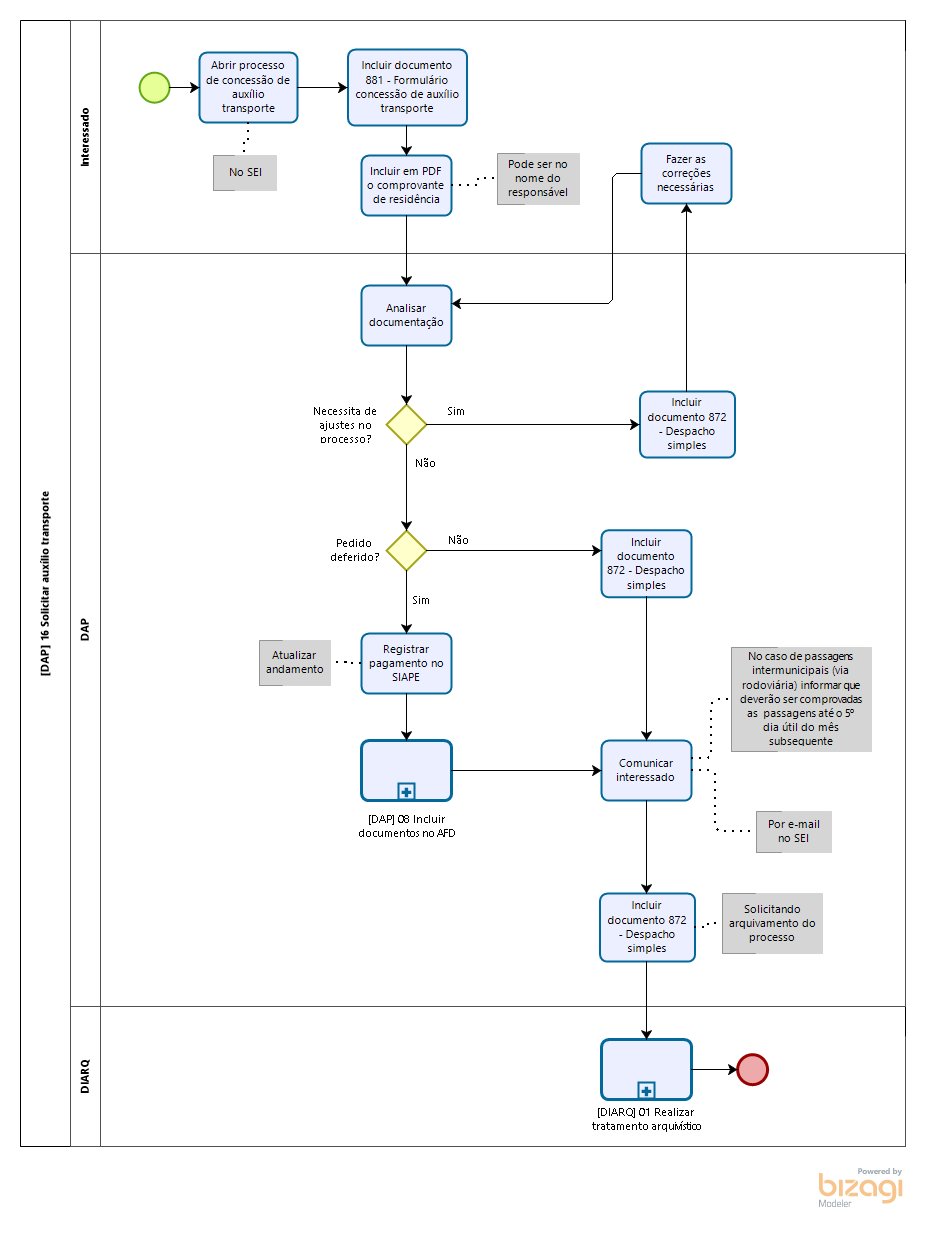 [DAP] 16 Solicitar auxílio transporte
Interessado
Abrir processo
de concessão de
auxílio
transporte
No SEI
Incluir documento
881 - Formulário
concessão de auxílio
transporte
Incluir em PDF
o comprovante
de residência
Pode ser no
nome do
responsável
Fazer as
correções
necessárias
DAP
Analisar
documentação
Necessita de
ajustes no
processo?
Sim
Não
Incluir
documento 872
- Despacho
simples
Pedido
deferido?
Não
Sim
Incluir
documento
872 - Despacho
simples
Atualizar
andamento
Registrar
pagamento no
SIAPE
[DAP] 08 Incluir
documentos no AFD
Comunicar
interessado
No caso de passagens
intermunicipais (via
rodoviária) informar que
deverão ser comprovadas
as passagens até o 5º
dia útil do mês
subsequente
Por e-mail
no SEI
Incluir
documento 872
- Despacho
simples
Solicitando
arquivamento do
processo
DIARQ
[DIARQ] 01 Realizar
tratamento arquivístico
Powered by
bizagi
Modeler